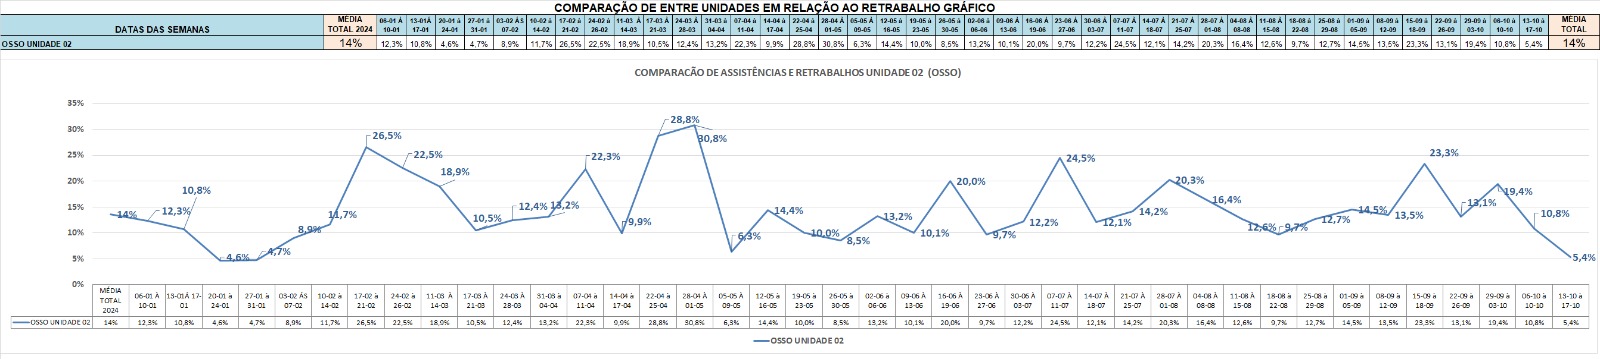 COMPARAÇÃO DE ENTRE UNIDADES EM RELAÇÃO AO RETRABALHO GRÁFICO
DATAS DAS SEMANAS
MÉDIA TOTAL 2024 06-01 À 10-01 13-01À 17-01 20-01 à 24-01 27-01 à 31-01 03-02 ÀS 07-02 10-02 à 14-02 17-02 à 21-02 24-02 à 26-02 11-03 À 14-03 17-03 À 21-03 24-03 à 28-03 31-03 à 04-04 07-04 à 11-04 14-04 à 17-04 22-04 à 25-04 28-04 À 01-05 05-05 À 09-05 12-05 à 16-05 19-05 à 23-05 26-05 à 30-05 02-06 à 06-06 09-06 À 13-06 16-06 à 19-06 23-06 à 27-06 30-06 à 03-07 07-07 à 11-07 14-07 à 18-07 21-07 à 25-07 28-07 à 01-08 04-08 à 08-08 11-08 à 15-08 18-08 à 22-08 25-08 à 29-08 01-09 à 05-09 08-09 à 12-09 15-09 à 18-09 22-09 à 26-09 29-09 à 03-10 06-10 à 10-10 13-10 à 17-10 MÉDIA TOTAL
OSSO UNIDADE 02 14% 12,3% 10,8% 4,6% 4,7% 8,9% 11,7% 26,5% 22,5% 18,9% 10,5% 12,4% 13,2% 22,3% 9,9% 28,8% 30,8% 6,3% 14,4% 10,0% 8,5% 13,2% 10,1% 20,0% 9,7% 12,2% 24,5% 12,1% 14,2% 20,3% 16,4% 12,6% 9,7% 12,7% 14,5% 13,5% 23,3% 13,1% 19,4% 10,8% 5,4% 14%
COMPARACÃO DE ASSISTÊNCIAS E RETRABALHOS UNIDADE 02 (OSSO)
35%
30%
25%
20%
15%
10%
5%
0%
14% 12,3% 10,8% 4,6% 4,7% 8,9% 11,7% 26,5% 22,5% 18,9% 10,5% 12,4% 13,2% 22,3% 9,9% 28,8% 30,8% 6,3% 14,4% 10,0% 8,5% 13,2% 10,1% 20,0% 9,7% 12,2% 24,5% 12,1% 14,2% 20,3% 16,4% 12,6% 9,7% 12,7% 14,5% 13,5% 23,3% 13,1% 19,4% 10,8% 5,4%
MÉDIA TOTAL 2024 06-01 À 10-01 13-01À 17-01 20-01 à 24-01 27-01 à 31-01 03-02 ÀS 07-02 10-02 à 14-02 17-02 à 21-02 24-02 à 26-02 11-03 À 14-03 17-03 À 21-03 24-03 à 28-03 31-03 à 04-04 07-04 à 11-04 14-04 à 17-04 22-04 à 25-04 28-04 À 01-05 05-05 À 09-05 12-05 à 16-05 19-05 à 23-05 26-05 à 30-05 02-06 à 06-06 09-06 À 13-06 16-06 à 19-06 23-06 à 27-06 30-06 à 03-07 07-07 à 11-07 14-07 à 18-07 21-07 à 25-07 28-07 à 01-08 04-08 à 08-08 11-08 à 15-08 18-08 à 22-08 25-08 à 29-08 01-09 à 05-09 08-09 à 12-09 15-09 à 18-09 22-09 à 26-09 29-09 à 03-10 06-10 à 10-10 13-10 à 17-10
OSSO UNIDADE 02 14% 12,3% 10,8% 4,6% 4,7% 8,9% 11,7% 26,5% 22,5% 18,9% 10,5% 12,4% 13,2% 22,3% 9,9% 28,8% 30,8% 6,3% 14,4% 10,0% 8,5% 13,2% 10,1% 20,0% 9,7% 12,2% 24,5% 12,1% 14,2% 20,3% 16,4% 12,6% 9,7% 12,7% 14,5% 13,5% 23,3% 13,1% 19,4% 10,8% 5,4%
OSSO UNIDADE 02